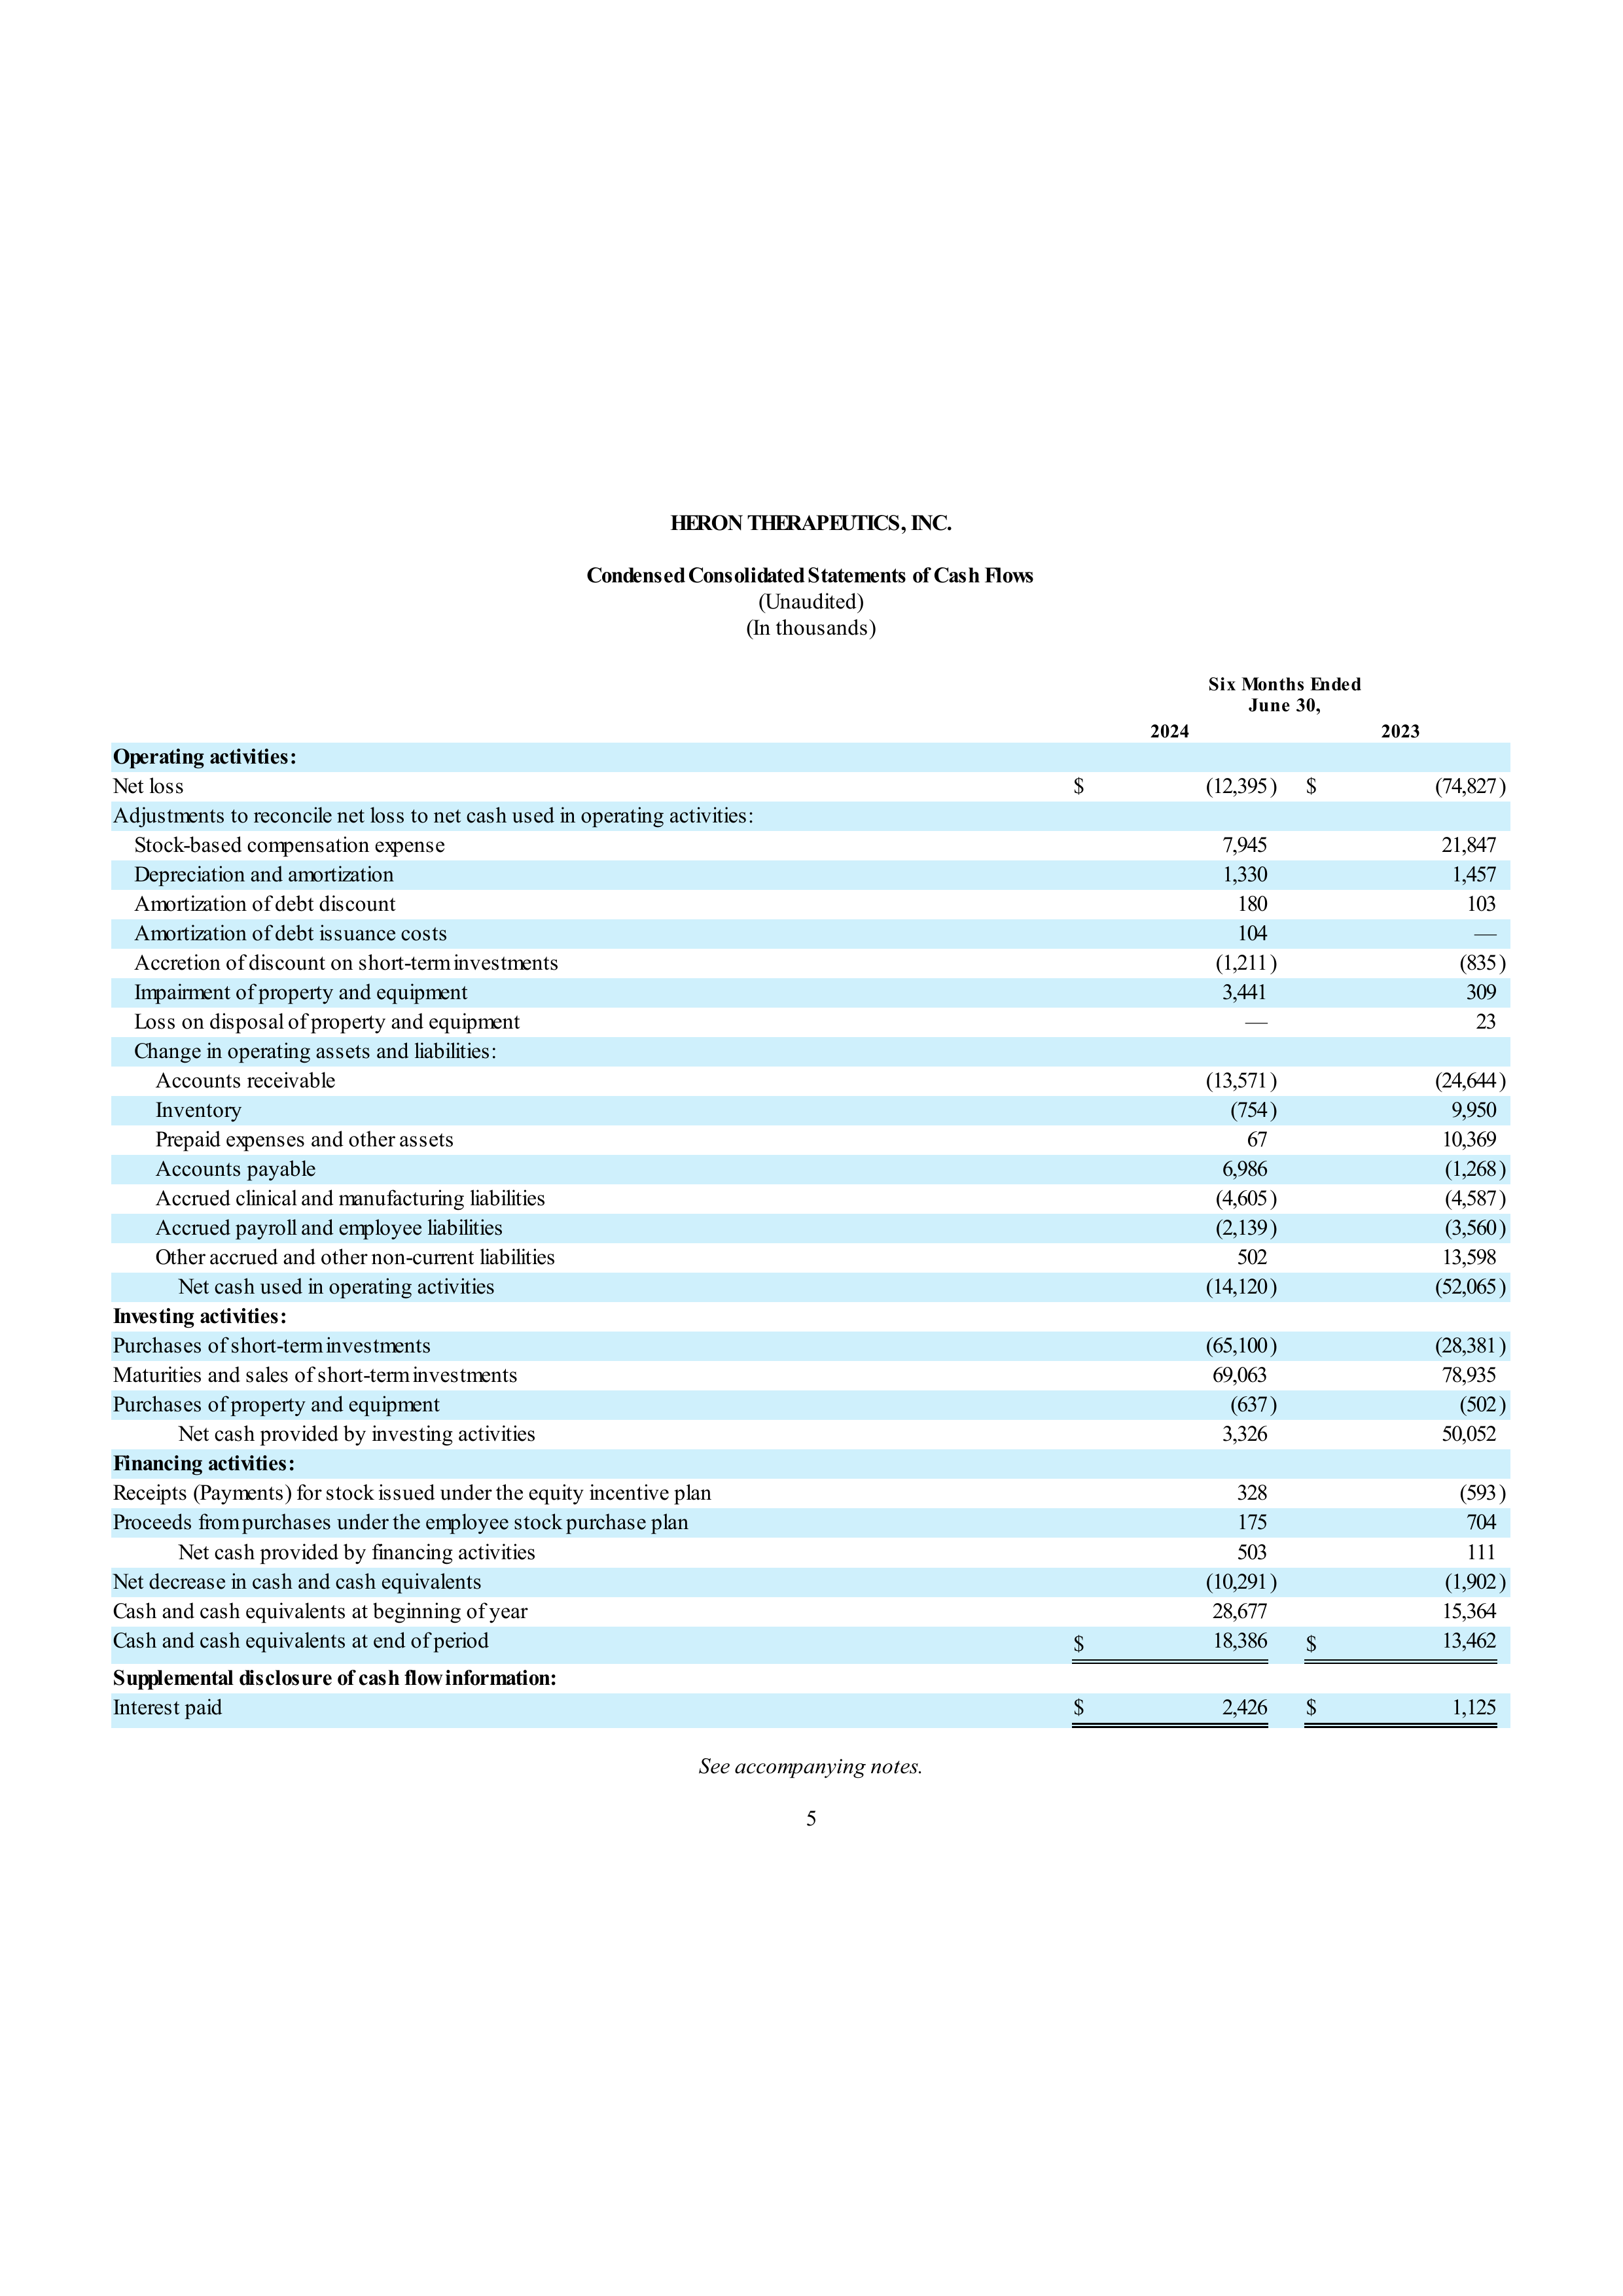 HERON THERAPEUTICS, INC.
Condensed Consolidated Statements of Cash Flows
(Unaudited)
(In thousands)
Six Months Ended
June 30,
2024 2023
Operating activities:
Net loss $ (12,395) $ (74,827)
Adjustments to reconcile net loss to net cash used in operating activities:
Stock-based compensation expense 7,945 21,847
Depreciation and amortization 1,330 1,457
Amortization of debt discount 180 103
Amortization of debt issuance costs 104 —
Accretion of discount on short-term investments (1,211) (835)
Impairment of property and equipment 3,441 309
Loss on disposal of property and equipment — 23
Change in operating assets and liabilities:
Accounts receivable (13,571) (24,644)
Inventory (754) 9,950
Prepaid expenses and other assets 67 10,369
Accounts payable 6,986 (1,268)
Accrued clinical and manufacturing liabilities (4,605) (4,587)
Accrued payroll and employee liabilities (2,139) (3,560)
Other accrued and other non-current liabilities 502 13,598
Net cash used in operating activities (14,120) (52,065)
Investing activities:
Purchases of short-term investments (65,100) (28,381)
Maturities and sales of short-term investments 69,063 78,935
Purchases of property and equipment (637) (502)
Net cash provided by investing activities 3,326 50,052
Financing activities:
Receipts (Payments) for stock issued under the equity incentive plan 328 (593)
Proceeds from purchases under the employee stock purchase plan 175 704
Net cash provided by financing activities 503 111
Net decrease in cash and cash equivalents (10,291) (1,902)
Cash and cash equivalents at beginning of year 28,677 15,364
Cash and cash equivalents at end of period $ 18,386 $ 13,462
Supplemental disclosure of cash flow information:
Interest paid $ 2,426 $ 1,125
See accompanying notes.
5